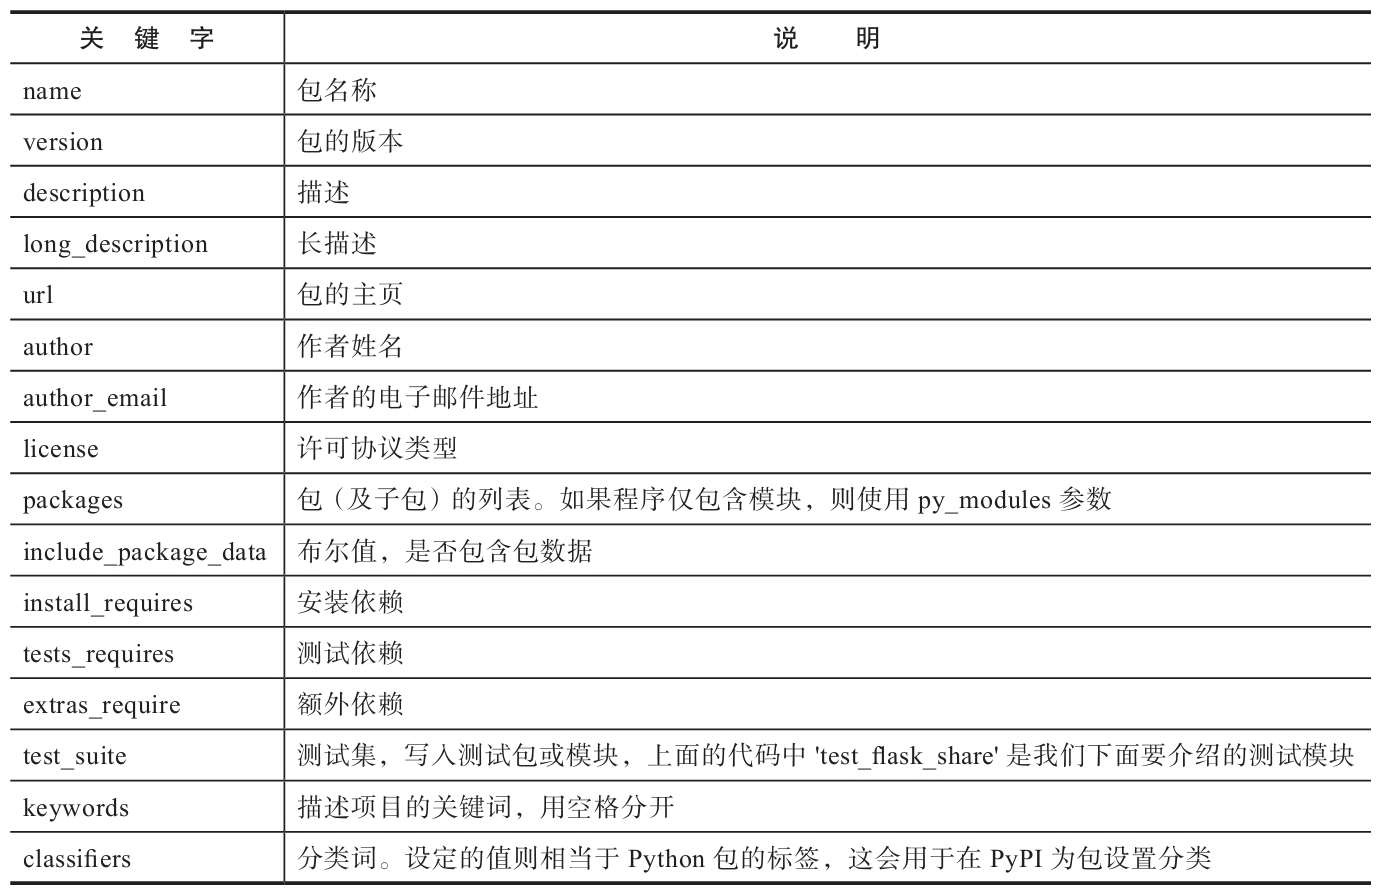 关键字 说明
name 包名称
version 包的版本
description 描述
long_description 长描述
url 包的主页
author 作者姓名
author_email 作者的电子邮件地址
license 许可协议类型
packages 包（及子包）的列表。如果程序仅包含模块，则使用 py_modules 参数
include_package_data 布尔值，是否包含包数据
install_requires 安装依赖
tests_requires 测试依赖
extras_require 额外依赖
test_suite 测试集，写入测试包或模块，上面的代码中 'test_flask_share' 是我们下面要介绍的测试模块
keywords 描述项目的关键词，用空格分开
classifiers 分类词。设定的值则相当于 Python 包的标签，这会用于在 PyPI 为包设置分类